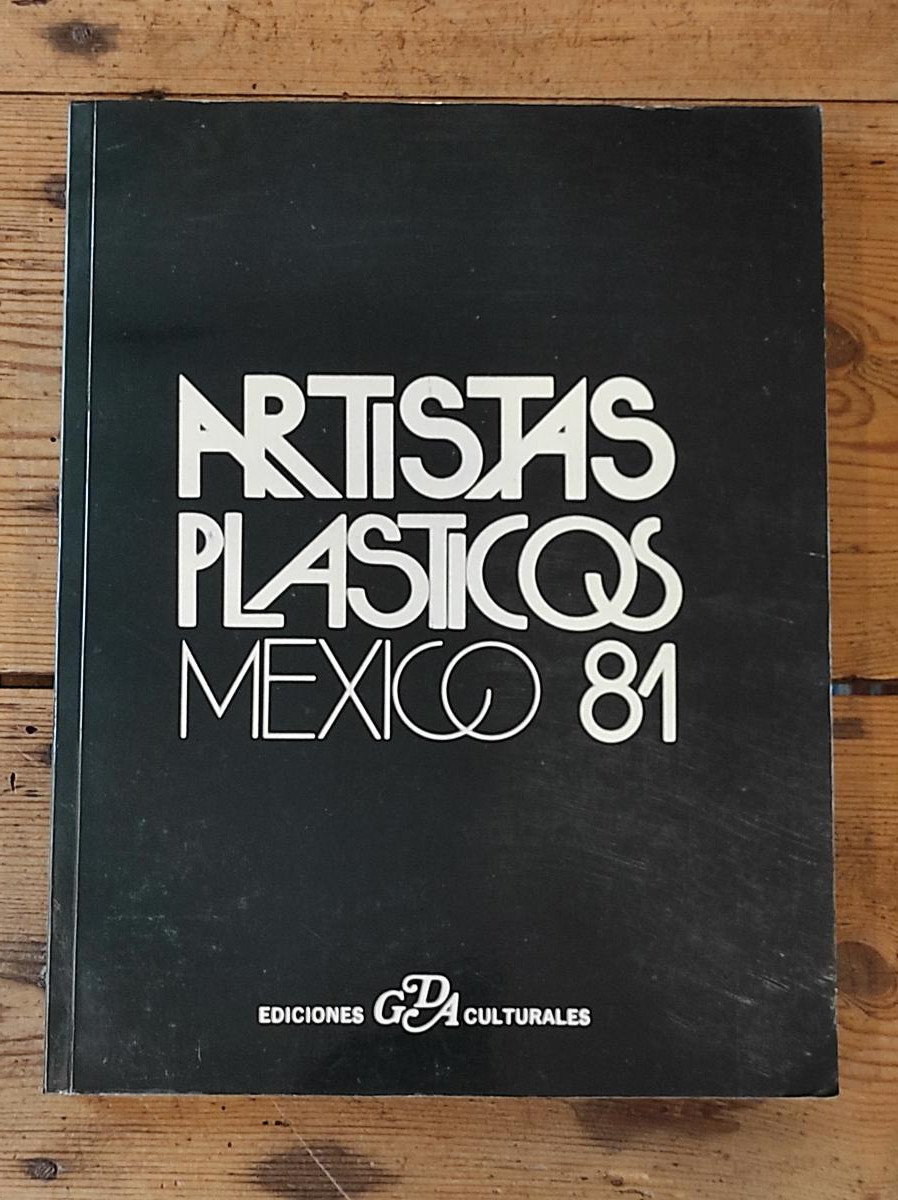 ARTISTAS
PLASTICOS
MEXICO 81
EDICIONES GDA CULTURALES